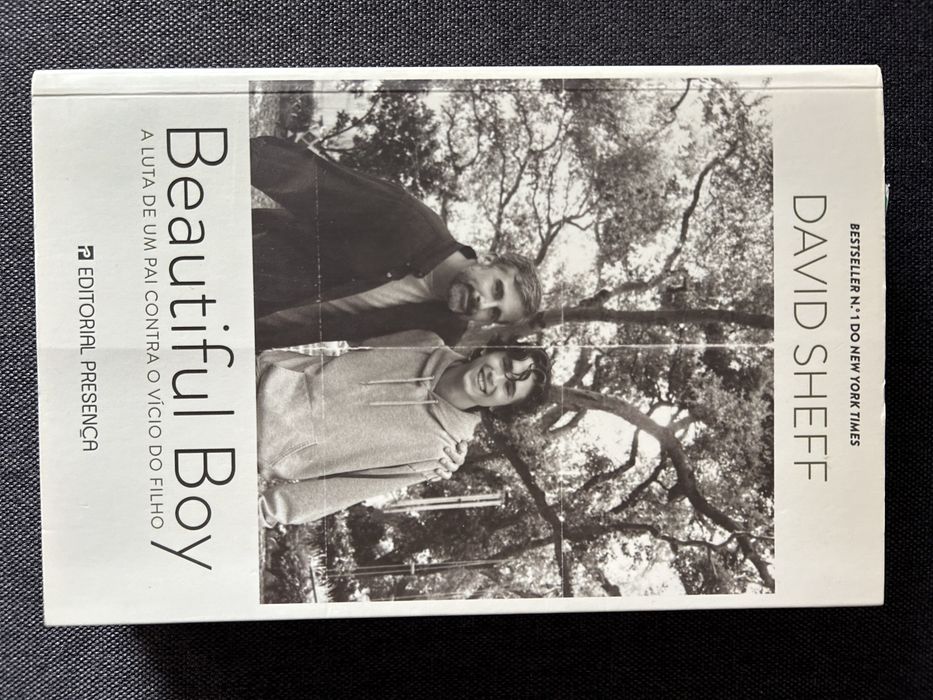 BESTSELLER N.º 1 DO NEW YORK TIMES
DAVID SHEFF
Beautiful Boy
A LUTA DE UM PAI CONTRA O VÍCIO DO FILHO
EDITORIAL PRESENÇA